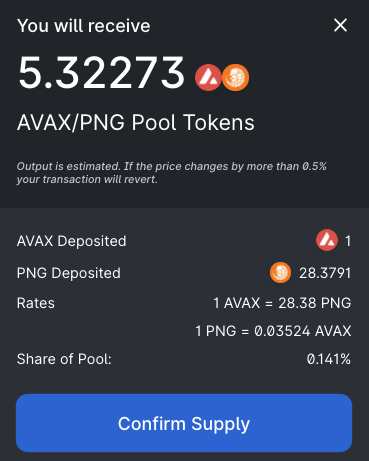 You will receive
5.32273
AVAX/PNG Pool Tokens
Output is estimated. If the price changes by more than 0.5%
your transaction will revert.
AVAX Deposited 1
PNG Deposited 28.3791
Rates 1 AVAX = 28.38 PNG
1 PNG = 0.03524 AVAX
Share of Pool: 0.141%
Confirm Supply